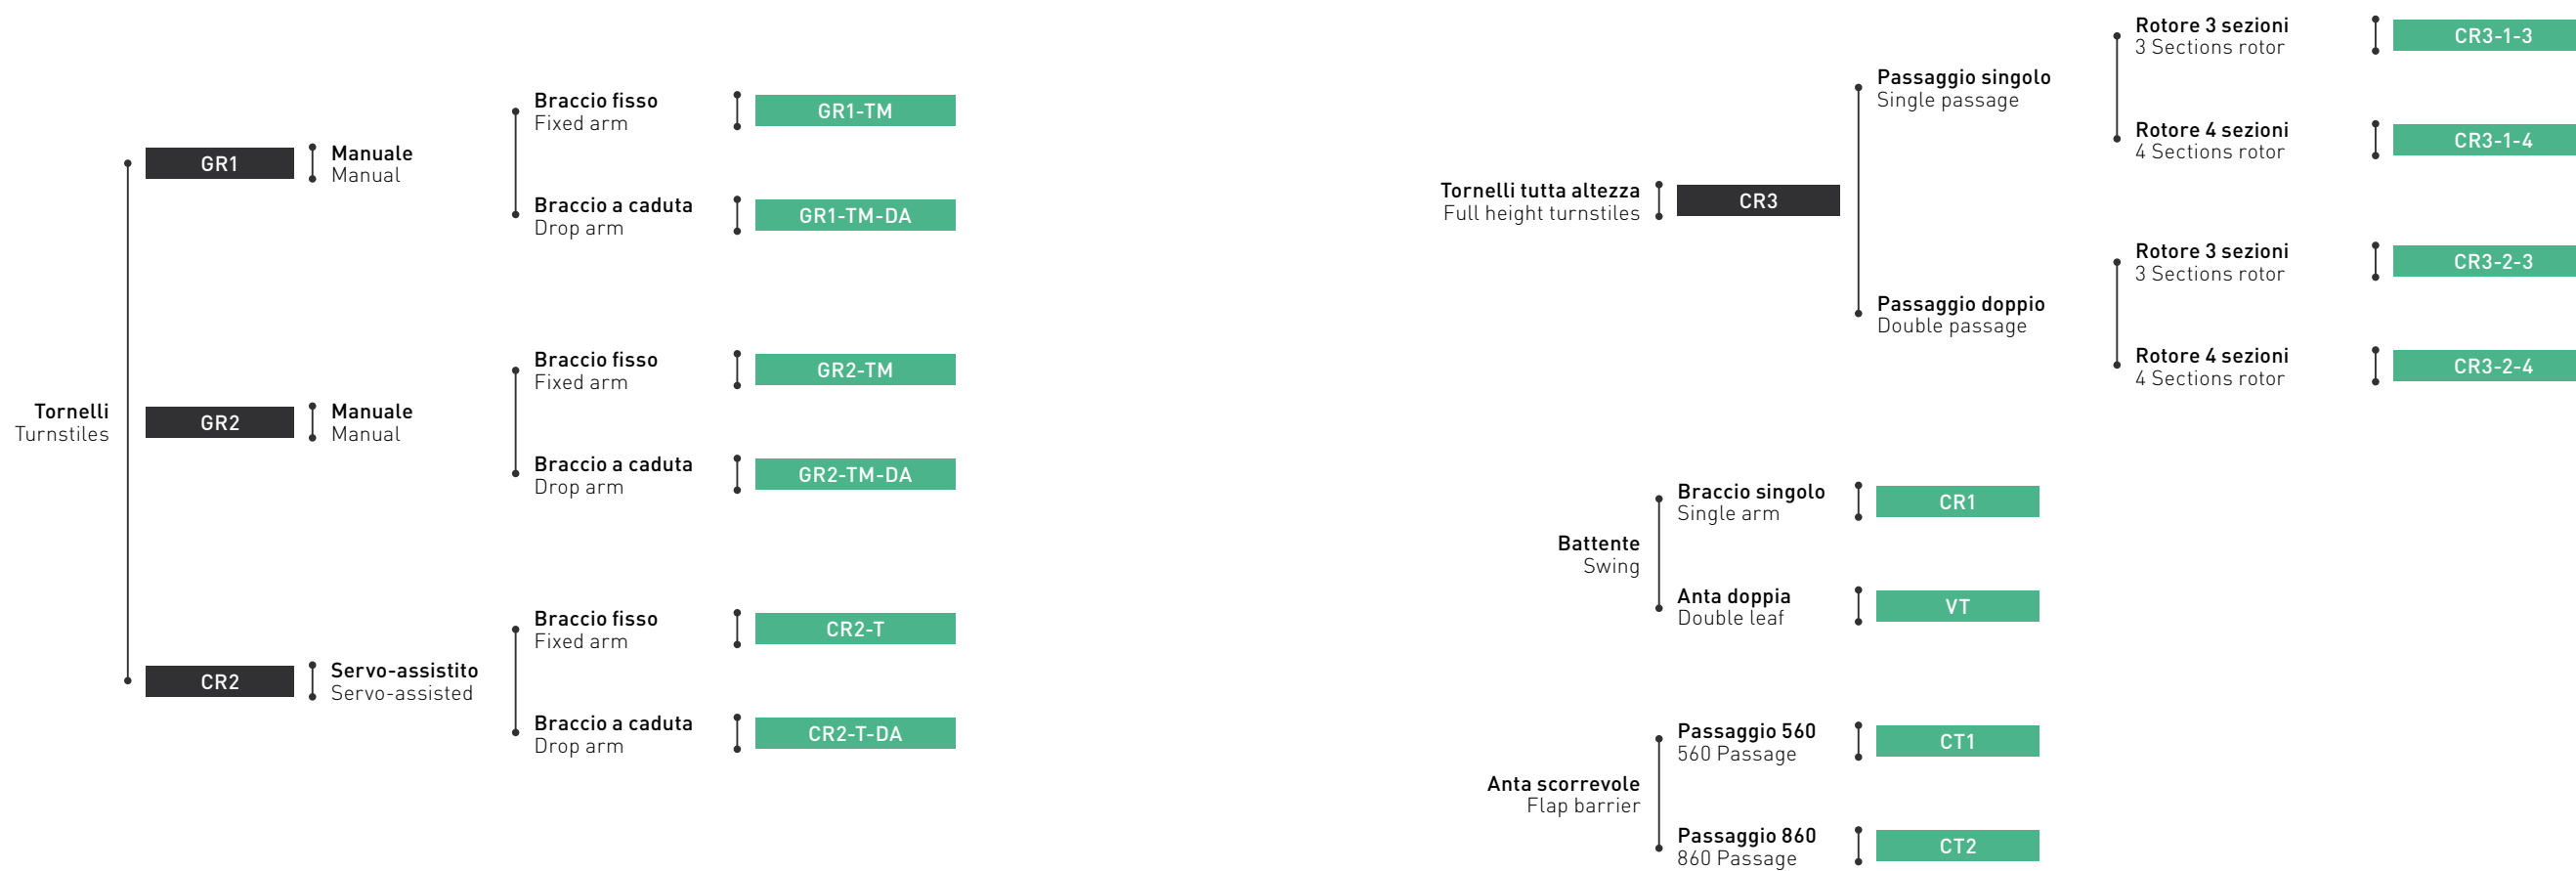 Tornelli
Turnstiles
GR1
Manuale
Manual
Braccio fisso
Fixed arm
GR1-TM
Braccio a caduta
Drop arm
GR1-TM-DA
GR2
Manuale
Manual
Braccio fisso
Fixed arm
GR2-TM
Braccio a caduta
Drop arm
GR2-TM-DA
CR2
Servo-assistito
Servo-assisted
Braccio fisso
Fixed arm
CR2-T
Braccio a caduta
Drop arm
CR2-T-DA
Tornelli tutta altezza
Full height turnstiles
CR3
Passaggio singolo
Single passage
Rotore 3 sezioni
3 Sections rotor
CR3-1-3
Rotore 4 sezioni
4 Sections rotor
CR3-1-4
Passaggio doppio
Double passage
Rotore 3 sezioni
3 Sections rotor
CR3-2-3
Rotore 4 sezioni
4 Sections rotor
CR3-2-4
Battente
Swing
Braccio singolo
Single arm
CR1
Anta doppia
Double leaf
VT
Anta scorrevole
Flap barrier
Passaggio 560
560 Passage
CT1
Passaggio 860
860 Passage
CT2